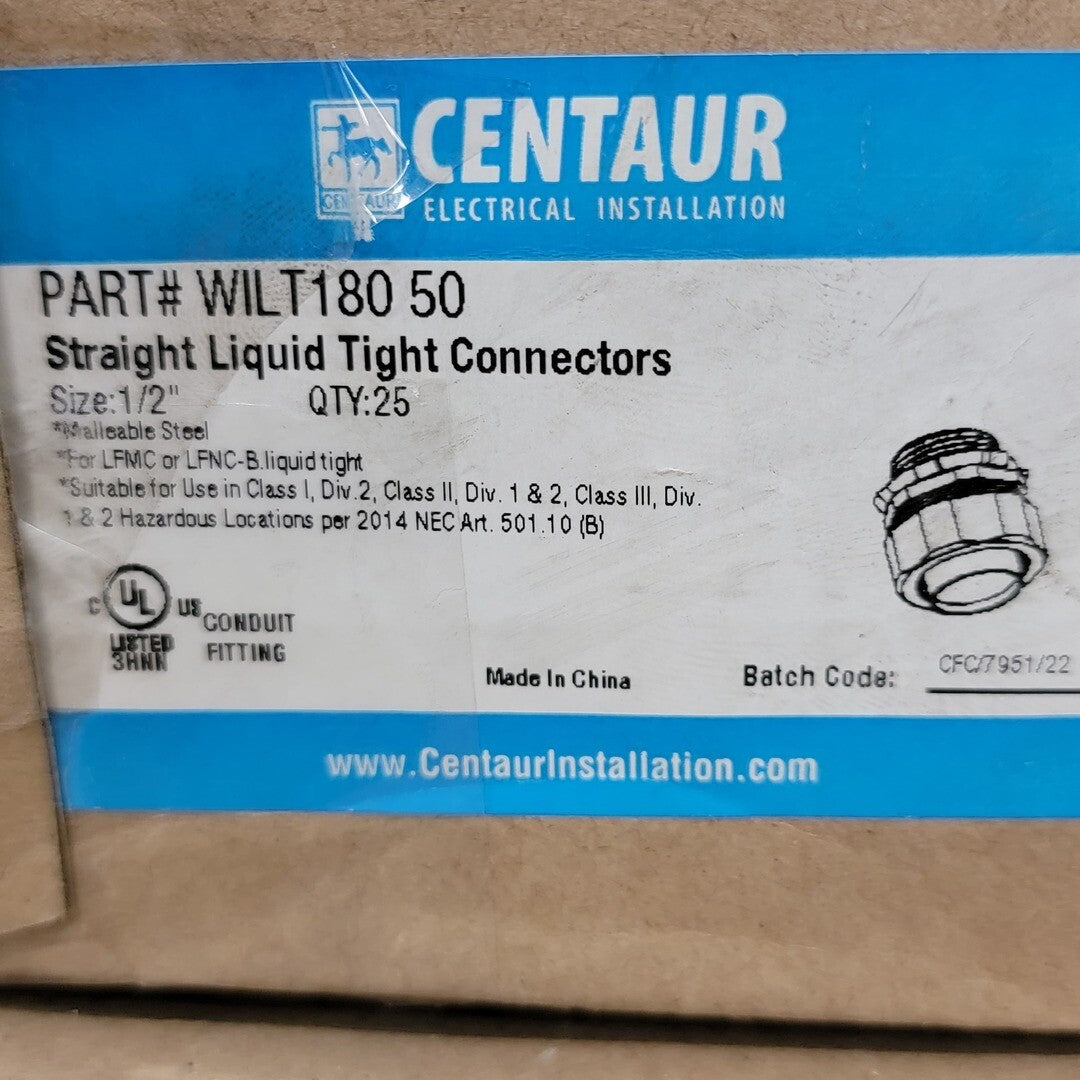 CENTAUR
CENTAUR
ELECTRICAL INSTALLATION
PART# WILT180 50
Straight Liquid Tight Connectors
Size:1/2" QTY:25
*Malleable Steel
*For LFMC or LFNC-B.liquid tight
*Suitable for Use in Class I, Div.2, Class II, Div. 1 & 2, Class III, Div.
1 & 2 Hazardous Locations per 2014 NEC Art. 501.10 (B)
C UL US
LISTED
3HNN
CONDUIT
FITTING
Made In China
Batch Code: CFC/7951/22
www.CentaurInstallation.com